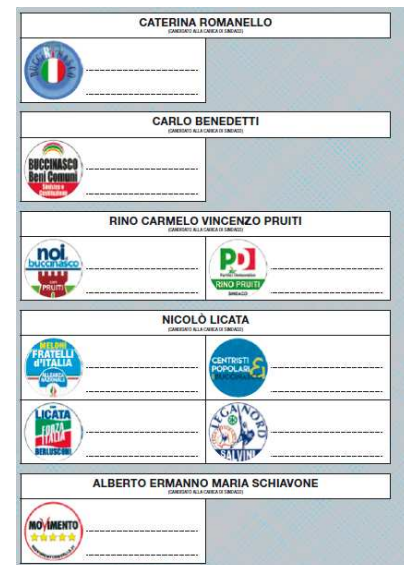 CATERINA ROMANELLO
(CANDIDATO ALLA CARICA DI SINDACO)
CARLO BENEDETTI
(CANDIDATO ALLA CARICA DI SINDACO)
BUCCINASCO
Beni Comuni
Sinistra e
Costituzione
RINO CARMELO VINCENZO PRUITI
(CANDIDATO ALLA CARICA DI SINDACO)
noi
buccinasco
con
PRUITI
PD
Partito Democratico
RINO PRUITI
SINDACO
NICOLÒ LICATA
(CANDIDATO ALLA CARICA DI SINDACO)
MELONI
FRATELLI
d'ITALIA
ALLEANZA
NAZIONALE
CENTRISTI
POPOLARI
LICATA
FORZA
ITALIA
BERLUSCONI
LEGA NORD
SALVINI
ALBERTO ERMANNO MARIA SCHIAVONE
(CANDIDATO ALLA CARICA DI SINDACO)
MOVIMENTO